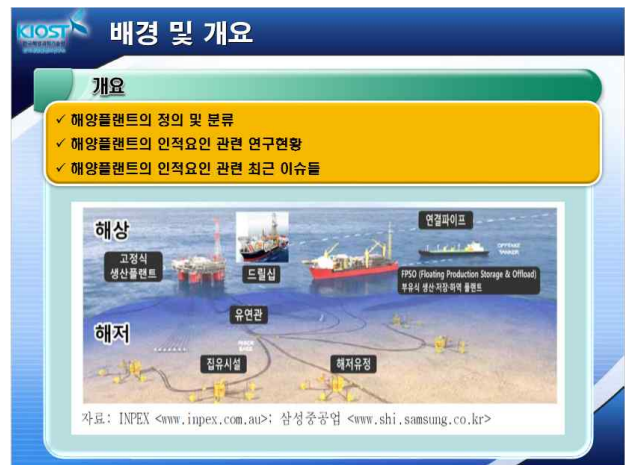 KIOST
배경 및 개요
개요
✓ 해양플랜트의 정의 및 분류
✓ 해양플랜트의 인적요인 관련 연구현황
✓ 해양플랜트의 인적요인 관련 최근 이슈들
해상
연결파이프
고정식
생산플랜트
드릴십
OFFTAKE
TANKER
FPSO (Floating Production Storage & Offload)
부유식 생산·저장·하역 플랜트
유연관
해저
집유시설
해저유정
자료: INPEX <www.inpex.com.au>; 삼성중공업 <www.shi.samsung.co.kr>